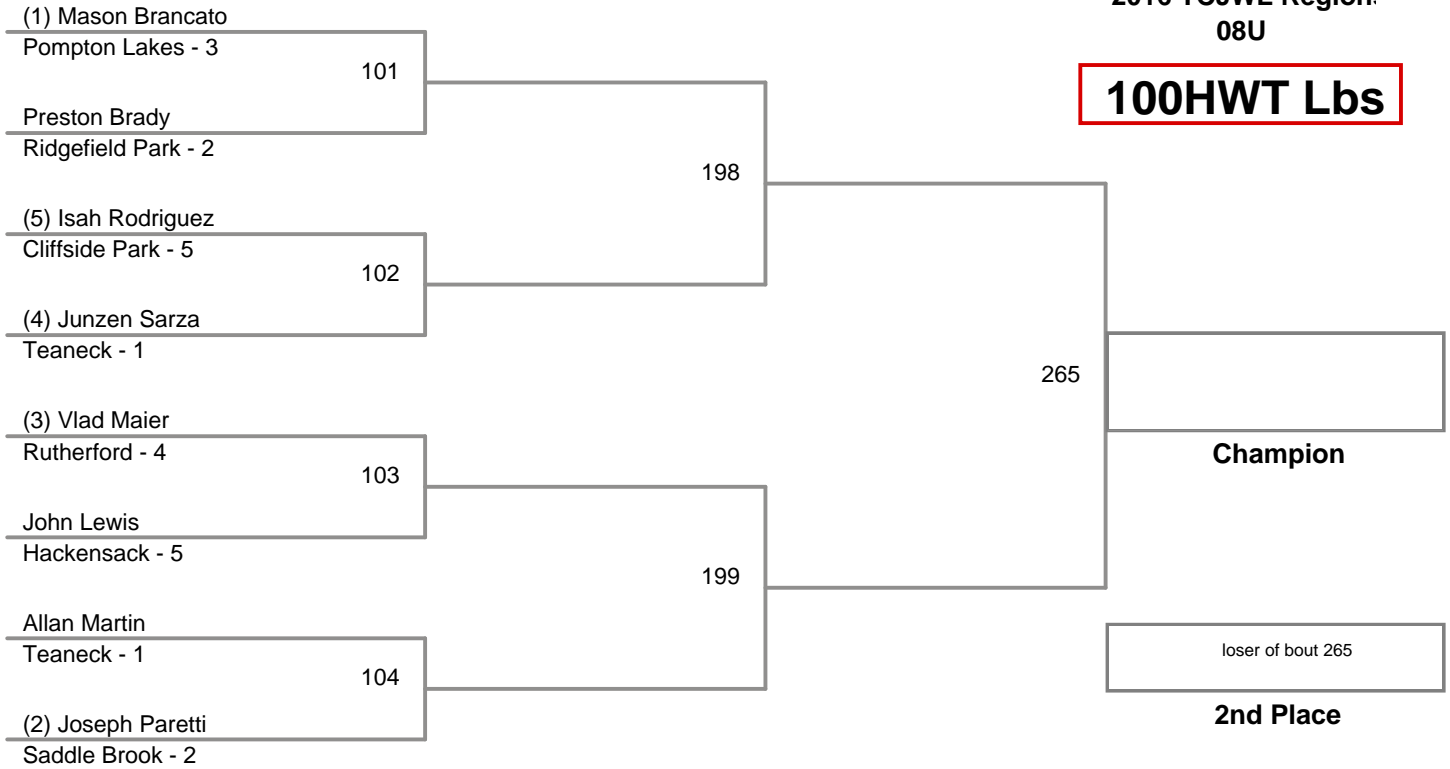 (1) Mason Brancato
Pompton Lakes - 3
101
Preston Brady
Ridgefield Park - 2
198
(5) Isah Rodriguez
Cliffside Park - 5
102
(4) Junzen Sarza
Teaneck - 1
265
(3) Vlad Maier
Rutherford - 4
103
John Lewis
Hackensack - 5
199
Allan Martin
Teaneck - 1
104
(2) Joseph Paretti
Saddle Brook - 2
08U
100HWT Lbs
Champion
loser of bout 265
2nd Place